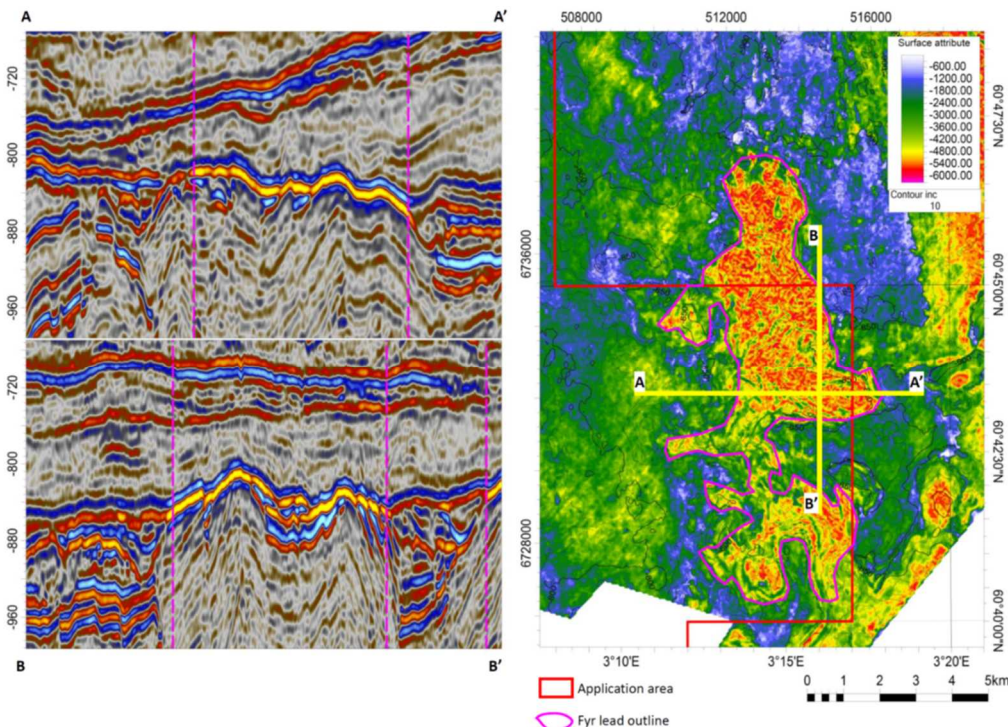 A
A'
508000
512000
516000
-720
-800
-880
-960
-720
-800
-880
-960
B
B'
Surface attribute
-600.00
-1200.00
-1800.00
-2400.00
-3000.00
-3600.00
-4200.00
-4800.00
-5400.00
-6000.00
Contour inc
10
B
A
A'
B'
6736000
6728000
60°47'30"N
60°45'00"N
60°42'30"N
60°40'00"N
3°10'E
3°15'E
3°20'E
Application area
Fyr lead outline
0
1
2
3
4
5km